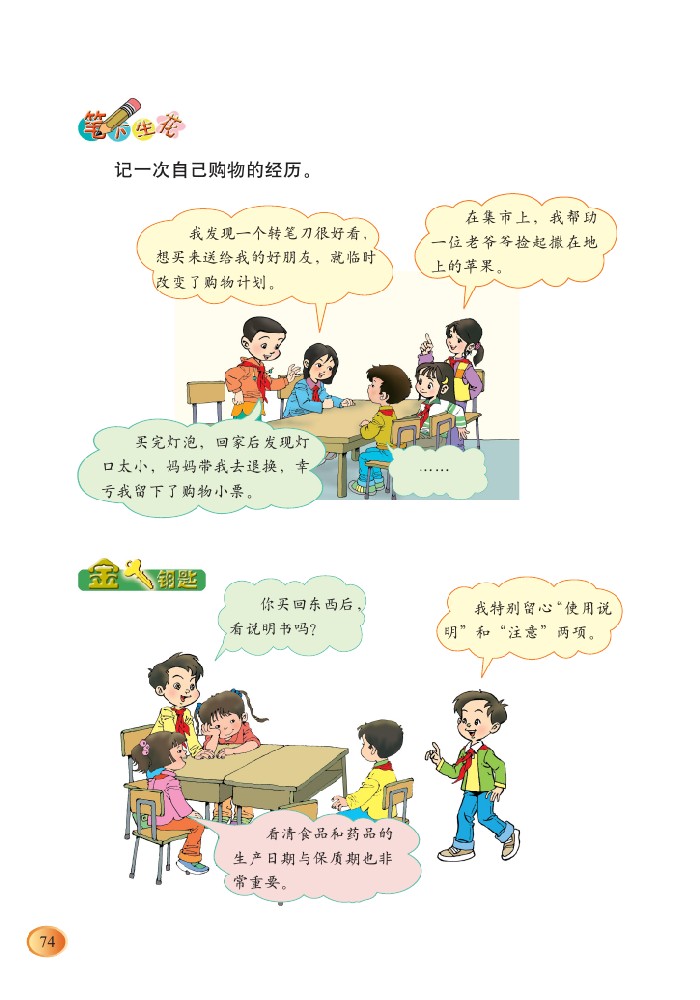 笔下生花
记一次自己购物的经历。
我发现一个转笔刀很好看，
想买来送给我的好朋友，就临时
改变了购物计划。
在集市上，我帮助
一位老爷爷捡起撒在地
上的苹果。
买完灯泡，回家后发现灯
口太小，妈妈带我去退换，幸
亏我留下了购物小票。
……
金钥匙
你买回东西后，
看说明书吗？
我特别留心“使用说
明”和“注意”两项。
看清食品和药品的
生产日期与保质期也非
常重要。
74